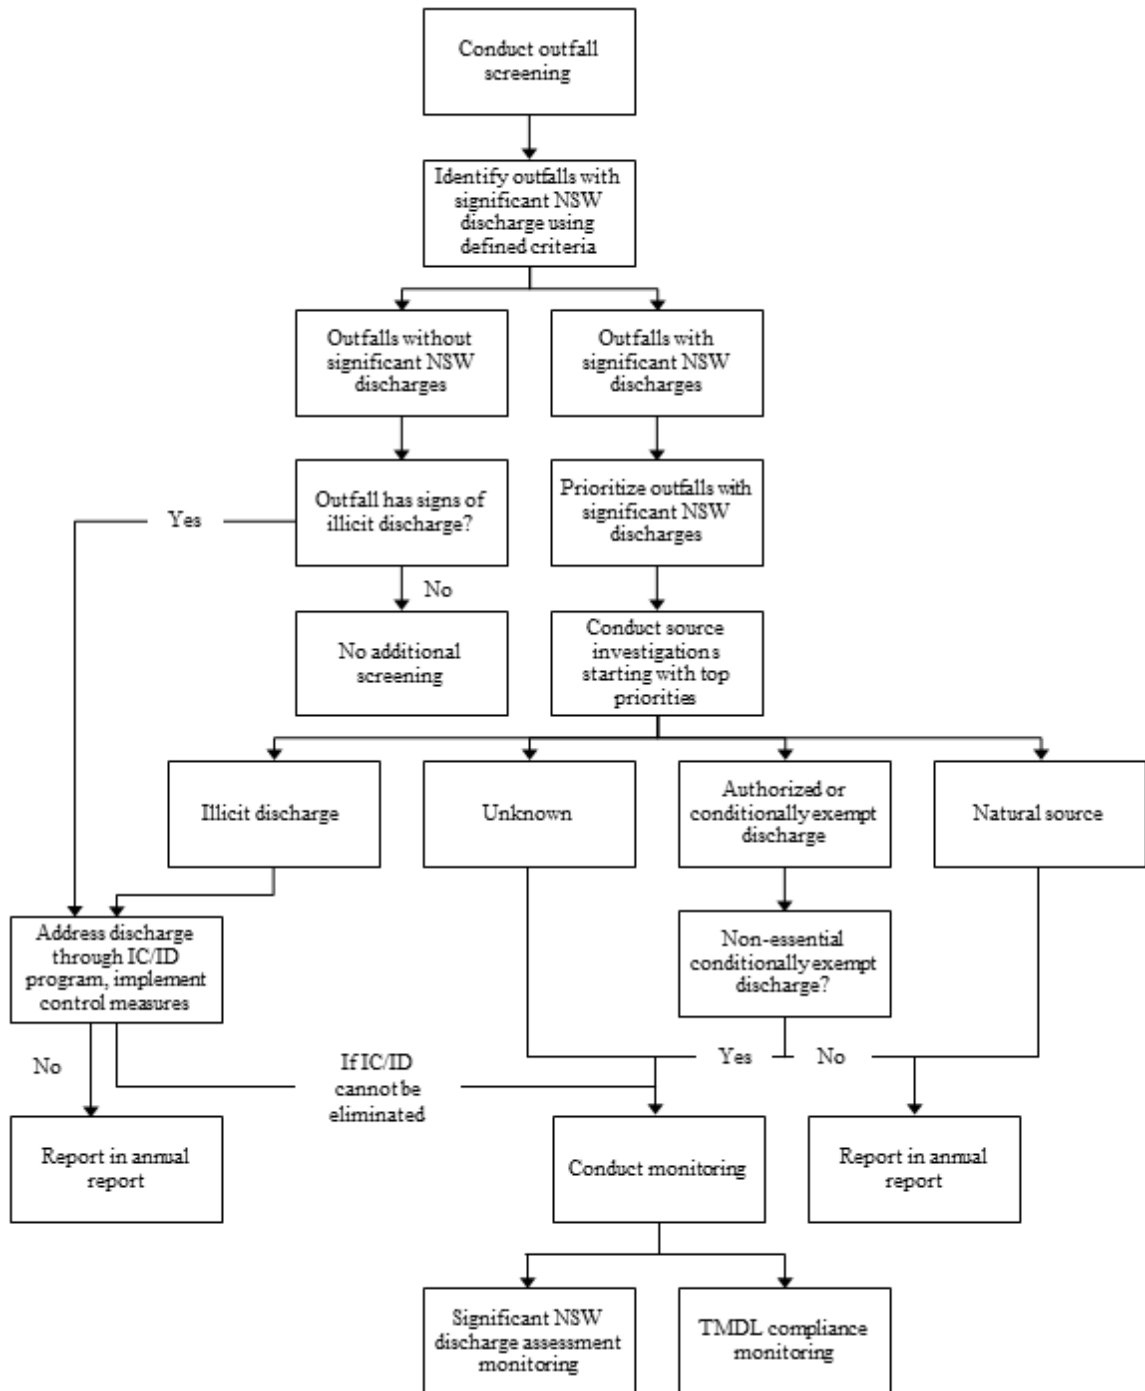 Conduct outfall
screening
Identify outfalls with
significant NSW
discharge using
defined criteria
Outfalls without
significant NSW
discharges
Outfalls with
significant NSW
discharges
Outfall has signs of
illicit discharge?
Prioritize outfalls with
significant NSW
discharges
Yes
No
No additional
screening
Conduct source
investigations
starting with top
priorities
Illicit discharge
Unknown
Authorized or
conditionally exempt
discharge
Natural source
Address discharge
through IC/ID
program, implement
control measures
Non-essential
conditionally exempt
discharge?
No
If IC/ID
cannot be
eliminated
Yes
No
Report in annual
report
Conduct monitoring
Report in annual
report
Significant NSW
discharge assessment
monitoring
TMDL compliance
monitoring